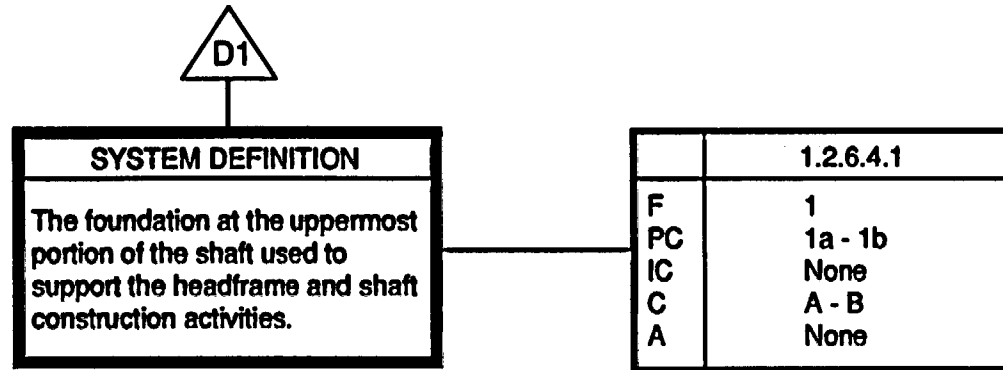 D1
SYSTEM DEFINITION
The foundation at the uppermost
portion of the shaft used to
support the headframe and shaft
construction activities.
1.2.6.4.1
F 1
PC 1a - 1b
IC None
C A - B
A None